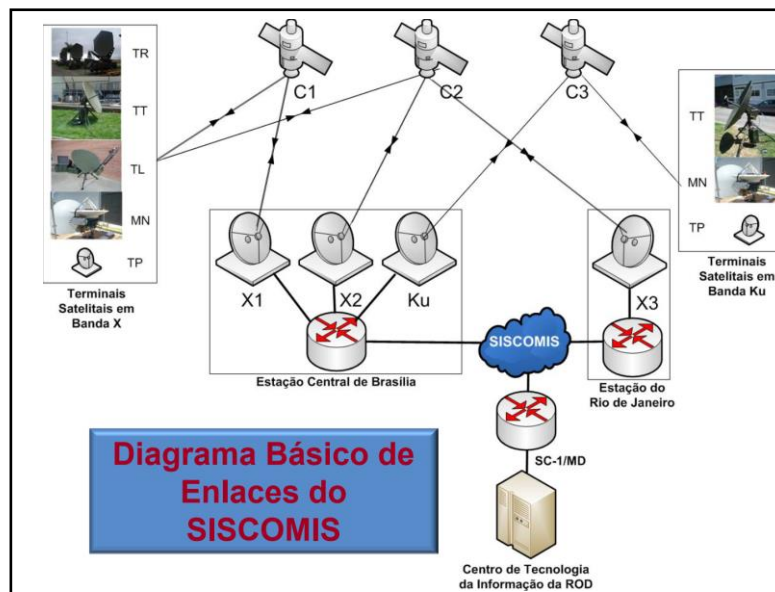 TR
TT
TL
MN
TP
Terminais
Satelitais em
Banda X
C1
C2
C3
TT
MN
TP
Terminais
Satelitais em
Banda Ku
X1
X2
Ku
X3
Estação Central de Brasília
SISCOMIS
Estação do
Rio de Janeiro
SC-1/MD
Diagrama Básico de
Enlaces do
SISCOMIS
Centro de Tecnologia
da Informação da ROD